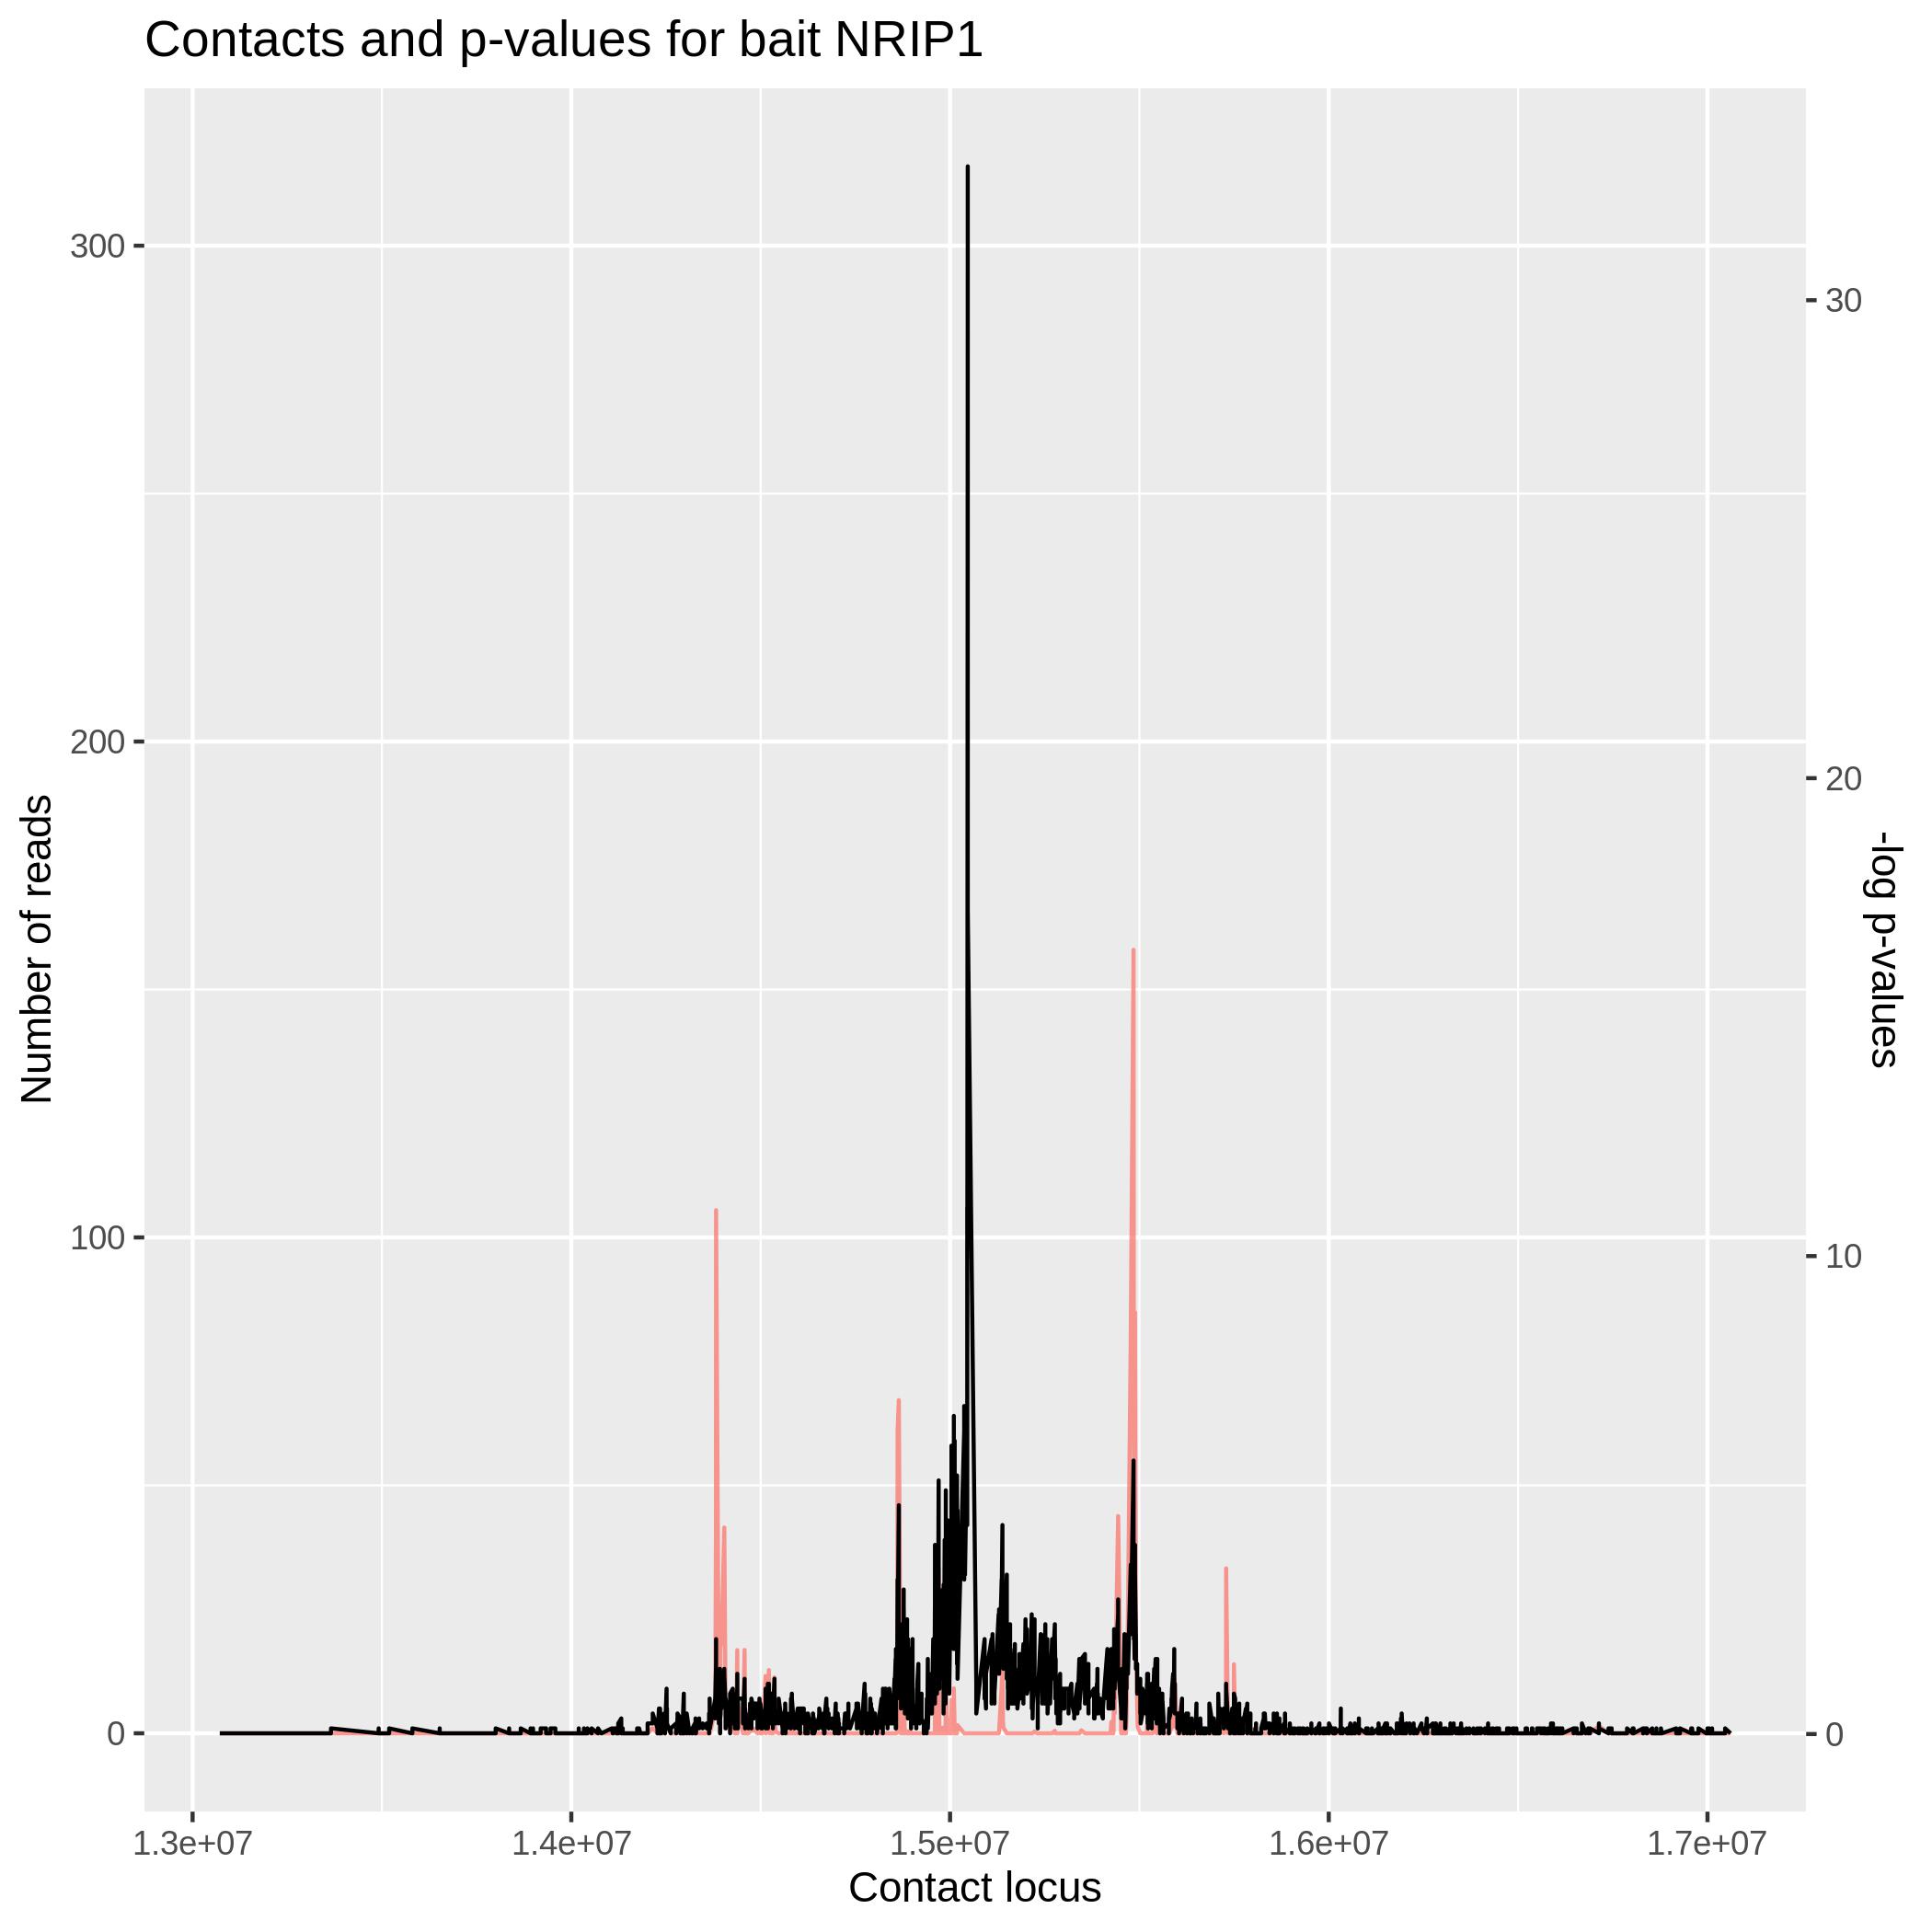 Contacts and p-values for bait NRIP1
300
200
100
0
Number of reads
30
20
10
0
-log p-values
1.3e+07
1.4e+07
1.5e+07
1.6e+07
1.7e+07
Contact locus